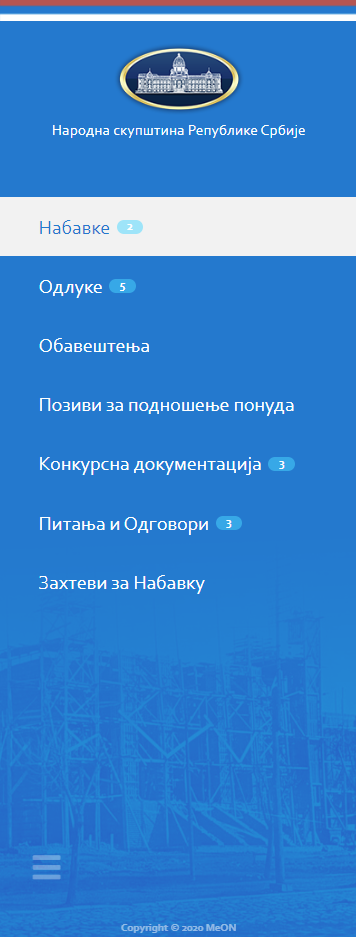 Народна скупштина Републике Србије
Набавке 2
Одлуке 5
Обавештења
Позиви за подношење понуда
Конкурсна документација 3
Питања и Одговори 3
Захтеви за Набавку
Copyright © 2020 MeON